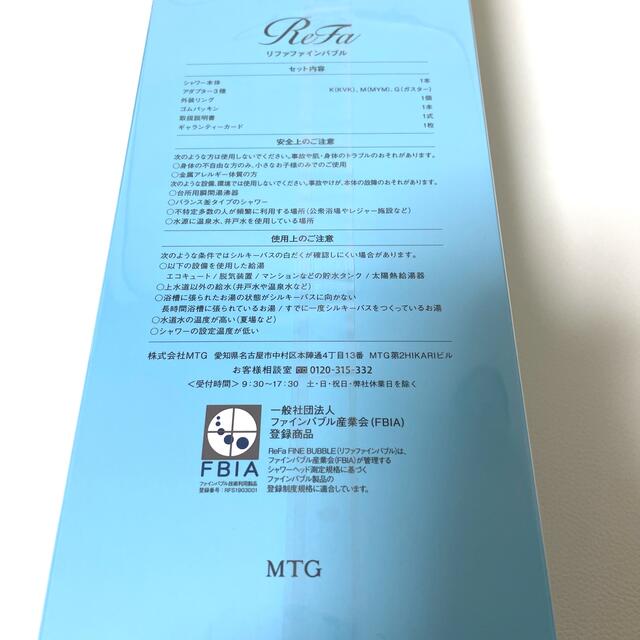 ReFa
リファファインバブル
セット内容
シャワー本体 1本
アダプター3種 K(KVK)、M(MYM)、G(ガスター)
外装リング 1個
ゴムパッキン 1本
取扱説明書 1式
ギャランティーカード 1枚
安全上のご注意
次のような方は使用しないでください。事故や肌・身体のトラブルのおそれがあります。
○身体の不自由な方のみ、小さなお子様のみでのご使用
○金属アレルギー体質の方
次のような設備、環境では使用しないでください。事故やけが、本体の故障のおそれがあります。
○台所用瞬間湯沸器
○バランス釜タイプのシャワー
○不特定多数の人が頻繁に利用する場所(公衆浴場やレジャー施設など)
○水源に温泉水、井戸水を使用している場所
使用上のご注意
次のような条件ではシルキーバスの白だくが確認しにくい場合があります。
○以下の設備を使用した給湯
エコキュート/脱気装置/マンションなどの貯水タンク/太陽熱給湯器
○上水道以外の給水(井戸水や温泉水など)
○浴槽に張られたお湯の状態がシルキーバスに向かない
長時間浴槽に張られているお湯/すでに一度シルキーバスをつくっているお湯
○水道水の温度が高い(夏場など)
○シャワーの設定温度が低い
株式会社MTG 愛知県名古屋市中村区本陣通4丁目13番 MTG第2HIKARIビル
お客様相談室 0120-315-332
<受付時間> 9:30~17:30 土・日・祝日・弊社休業日を除く
FBIA
ファインバブル技術利用製品
登録番号:RFS1903001
一般社団法人
ファインバブル産業会(FBIA)
登録商品
ReFa FINE BUBBLE(リファファインバブル)は、
ファインバブル産業会(FBIA)が管理する
シャワーヘッド測定規格に基づく
ファインバブル製品の
登録制度規格に適合しています。
MTG